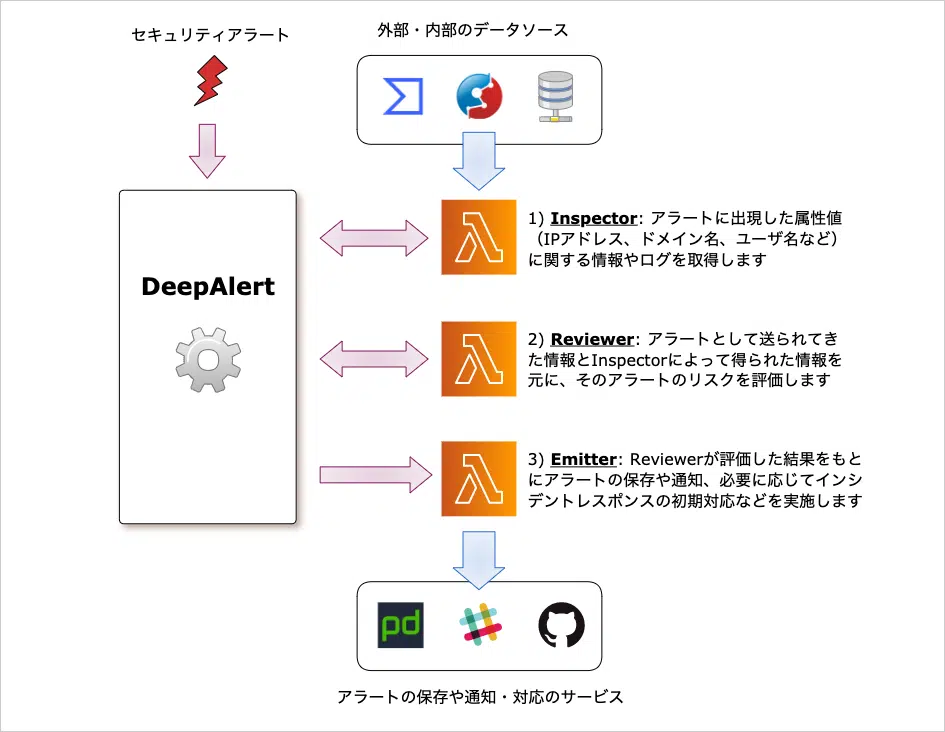 セキュリティアラート
外部・内部のデータソース
DeepAlert
1) Inspector: アラートに出現した属性値
（IPアドレス、ドメイン名、ユーザ名など）
に関する情報やログを取得します
2) Reviewer: アラートとして送られてき
た情報とInspectorによって得られた情報を
元に、そのアラートのリスクを評価します
3) Emitter: Reviewerが評価した結果をもと
にアラートの保存や通知、必要に応じてインシ
デントレスポンスの初期対応などを実施します
pd
アラートの保存や通知・対応のサービス